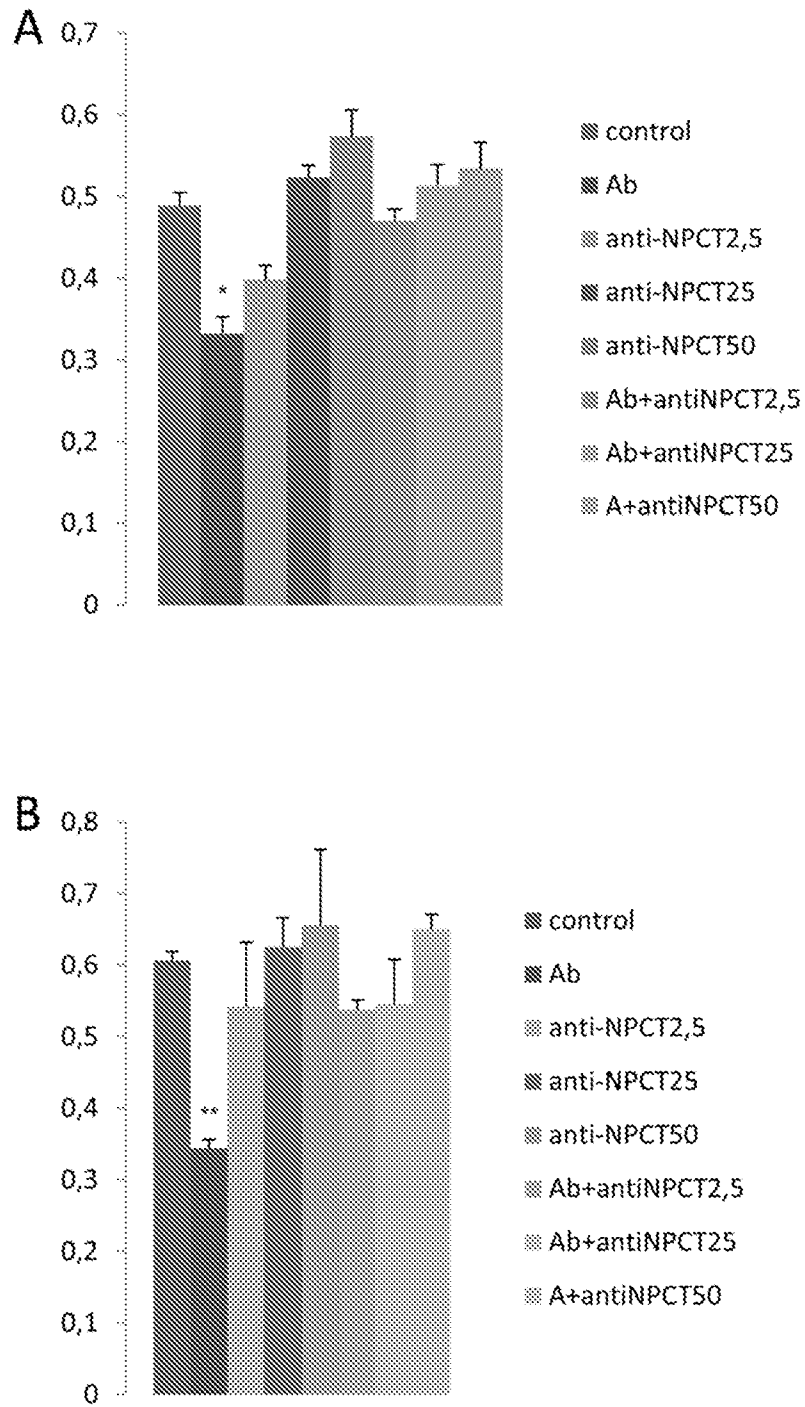 A
0,7
0,6
0,5
0,4
0,3
0,2
0,1
0
*
control
Ab
anti-NPCT2,5
anti-NPCT25
anti-NPCT50
Ab+antiNPCT2,5
Ab+antiNPCT25
A+antiNPCT50
B
0,8
0,7
0,6
0,5
0,4
0,3
0,2
0,1
0
**
control
Ab
anti-NPCT2,5
anti-NPCT25
anti-NPCT50
Ab+antiNPCT2,5
Ab+antiNPCT25
A+antiNPCT50